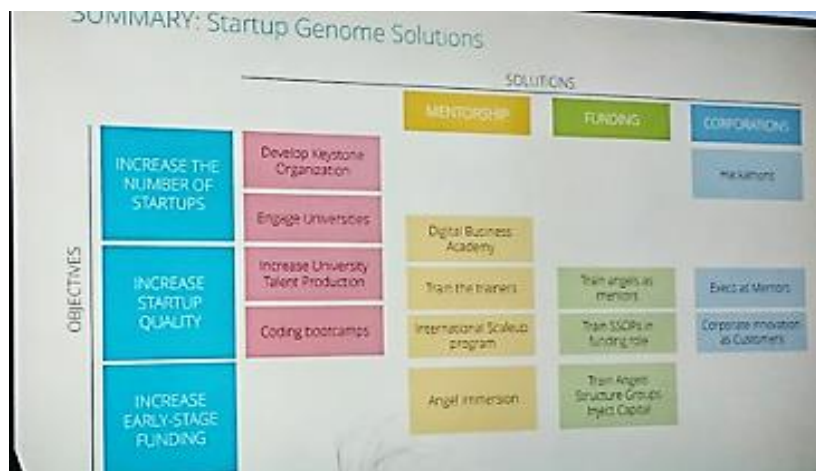 SUMMARY: Startup Genome Solutions
SOLUTIONS
MENTORSHIP
FUNDING
CORPORATIONS
OBJECTIVES
INCREASE THE
NUMBER OF
STARTUPS
Develop Keystone
Organization
Hackathons
Engage Universities
Digital Business
Academy
INCREASE
STARTUP
QUALITY
Increase University
Talent Production
Train the trainers
Train angels as
mentors
Execs at Mentors
Coding bootcamps
International Scaleup
program
Train SSOPs in
funding role
Corporate Innovation
as Customers
INCREASE
EARLY-STAGE
FUNDING
Angel immersion
Train Angels
Structure Groups
Inject Capital